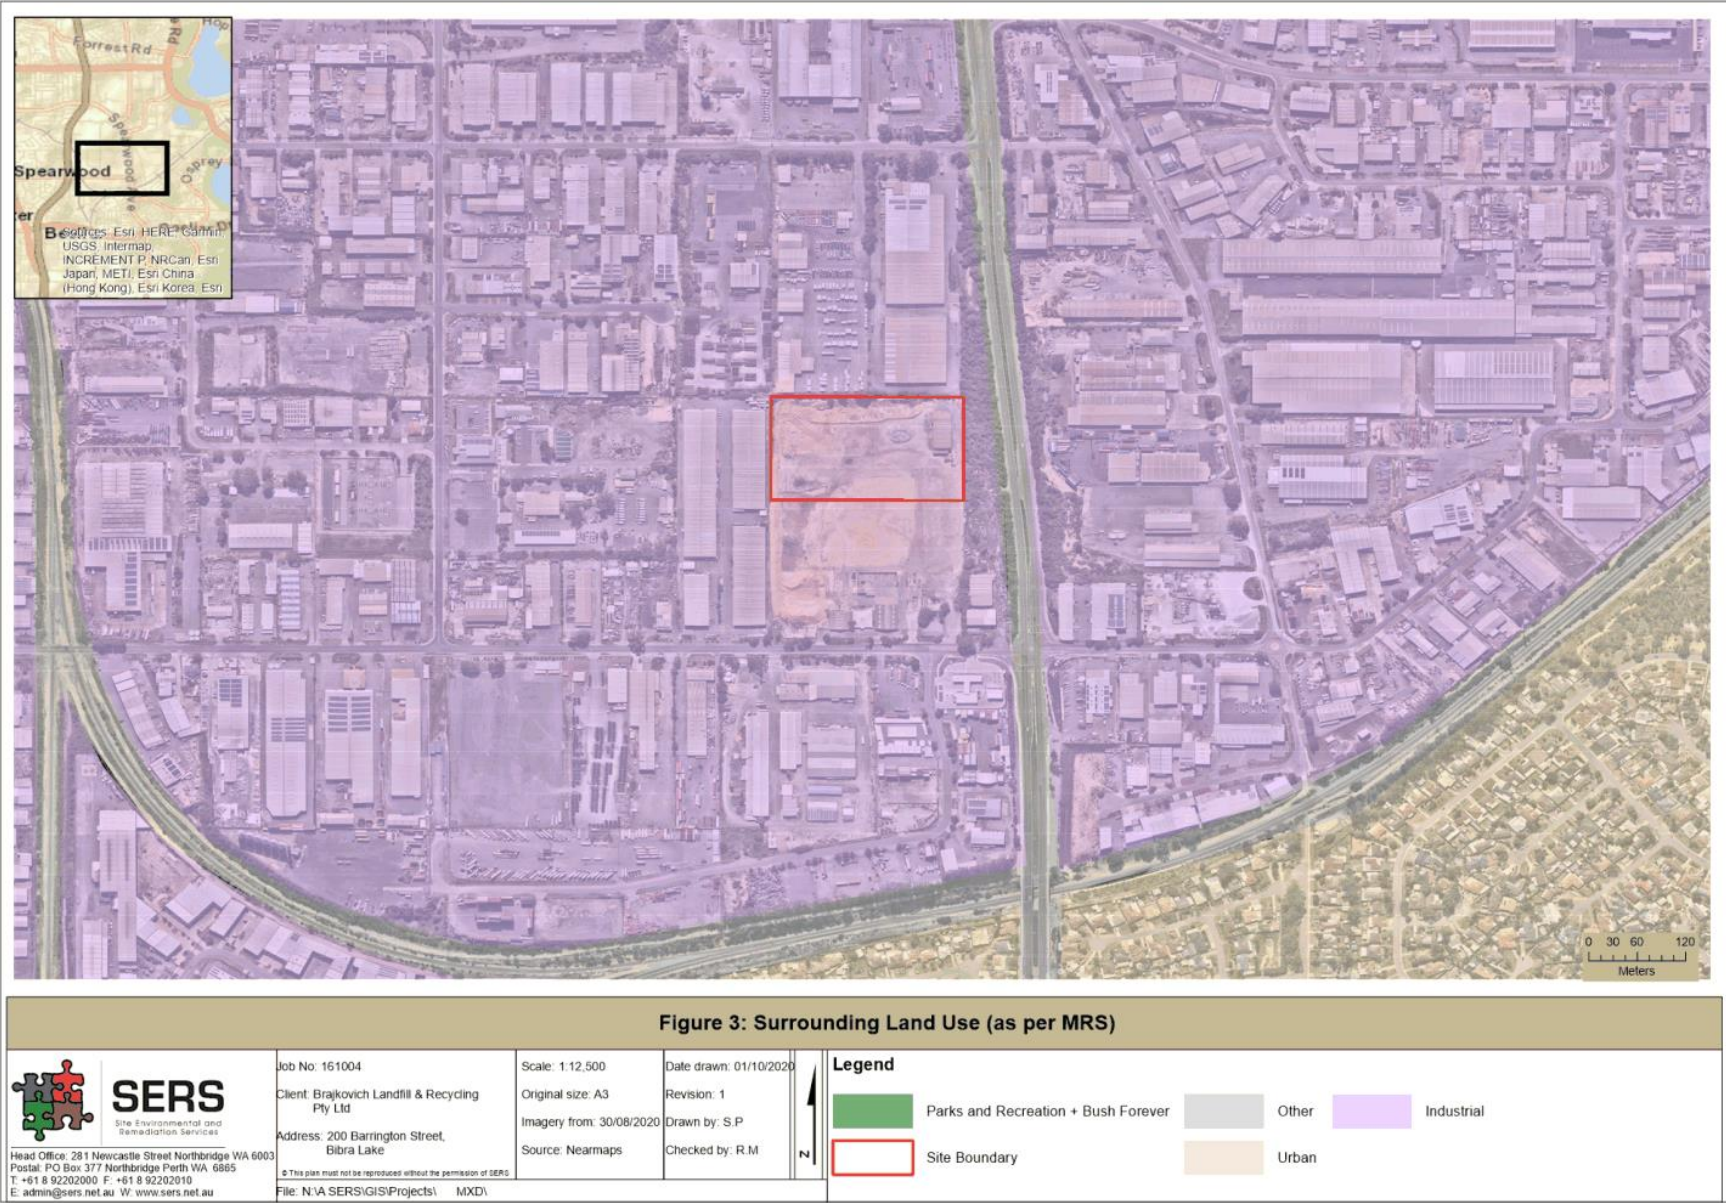 Hop
Forrest Rd
Rd
Spearwood Ave
Osprey
Spearwood
er
Be
Sources: Esri, HERE, Garmin,
USGS, Intermap,
INCREMENT P, NRCan, Esri
Japan, METI, Esri China
(Hong Kong), Esri Korea, Esri
0 30 60 120
Meters
Figure 3: Surrounding Land Use (as per MRS)
SERS
Site Environmental and
Remediation Services
Head Office: 281 Newcastle Street Northbridge WA 6003
Postal: PO Box 377 Northbridge Perth WA 6865
T: +61 8 92202000 F: +61 8 92202010
E: admin@sers.net.au W: www.sers.net.au
Job No: 161004
Client: Brajkovich Landfill & Recycling
Pty Ltd
Address: 200 Barrington Street,
Bibra Lake
© This plan must not be reproduced without the permission of SERS
File: N:\A SERS\GIS\Projects\ MXD\
Scale: 1:12,500
Original size: A3
Imagery from: 30/08/2020
Source: Nearmaps
Date drawn: 01/10/2020
Revision: 1
Drawn by: S.P
Checked by: R.M
N
Legend
Parks and Recreation + Bush Forever
Other
Industrial
Site Boundary
Urban